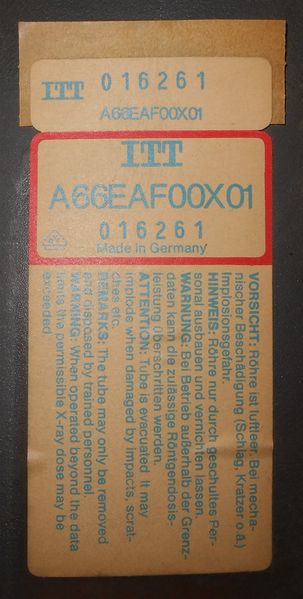 ITT 016261
A66EAF00X01
ITT
A66EAF00X01
016261
Made in Germany
VORSICHT: Röhre ist luftleer. Bei mecha-
nischer Beschädigung (Schlag, Kratzer o.ä.)
Implosionsgefahr.
HINWEIS: Röhre nur durch geschultes Per-
sonal ausbauen und vernichten lassen.
WARNUNG: Bei Betrieb außerhalb der Grenz-
daten kann die zulässige Röntgendosis-
leistung überschritten werden.
ATTENTION: Tube is evacuated. It may
implode when damaged by impacts, scrat-
ches etc.
REMARKS: The tube may only be removed
and disposed by trained personnel.
WARNING: When operated beyond the data
limits the permissible X-ray dose may be
exceeded.